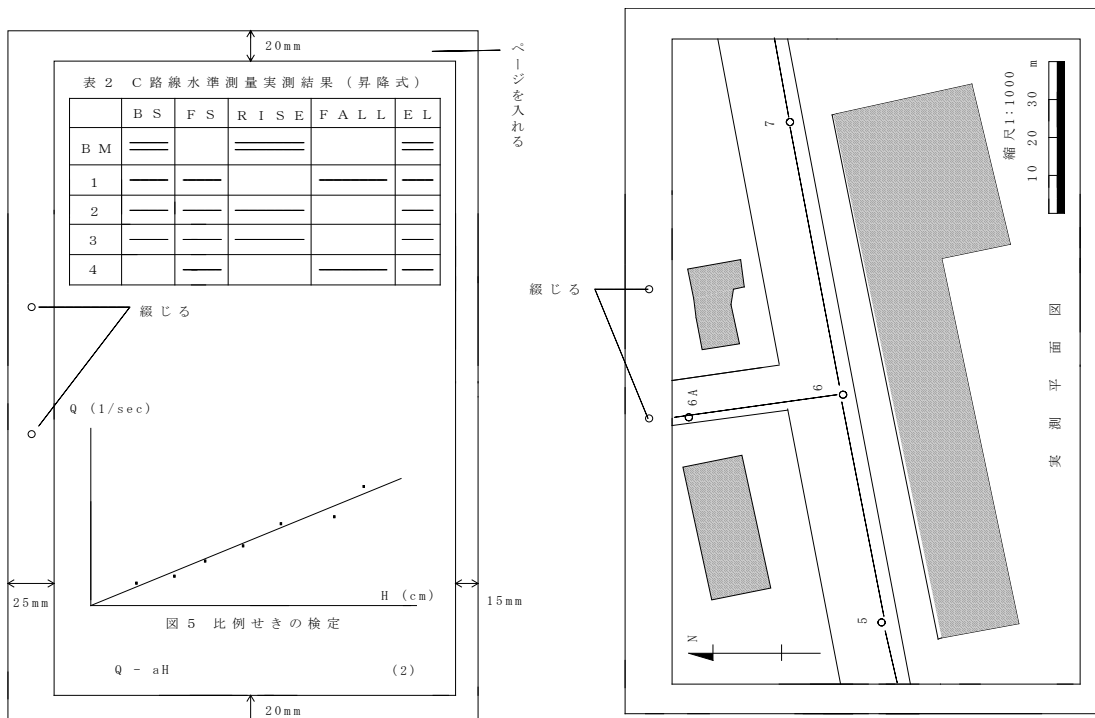 20mm
ページを入れる
表2 C路線水準測量実測結果（昇降式）
BS FS RISE FALL EL
BM
1
2
3
4
綴じる
Q (1/sec)
H (cm)
25mm
15mm
図5 比例せきの検定
Q － aH (2)
20mm
綴じる
7
6A
6
5
N
縮尺1:1000
10 20 30 m
実測平面図